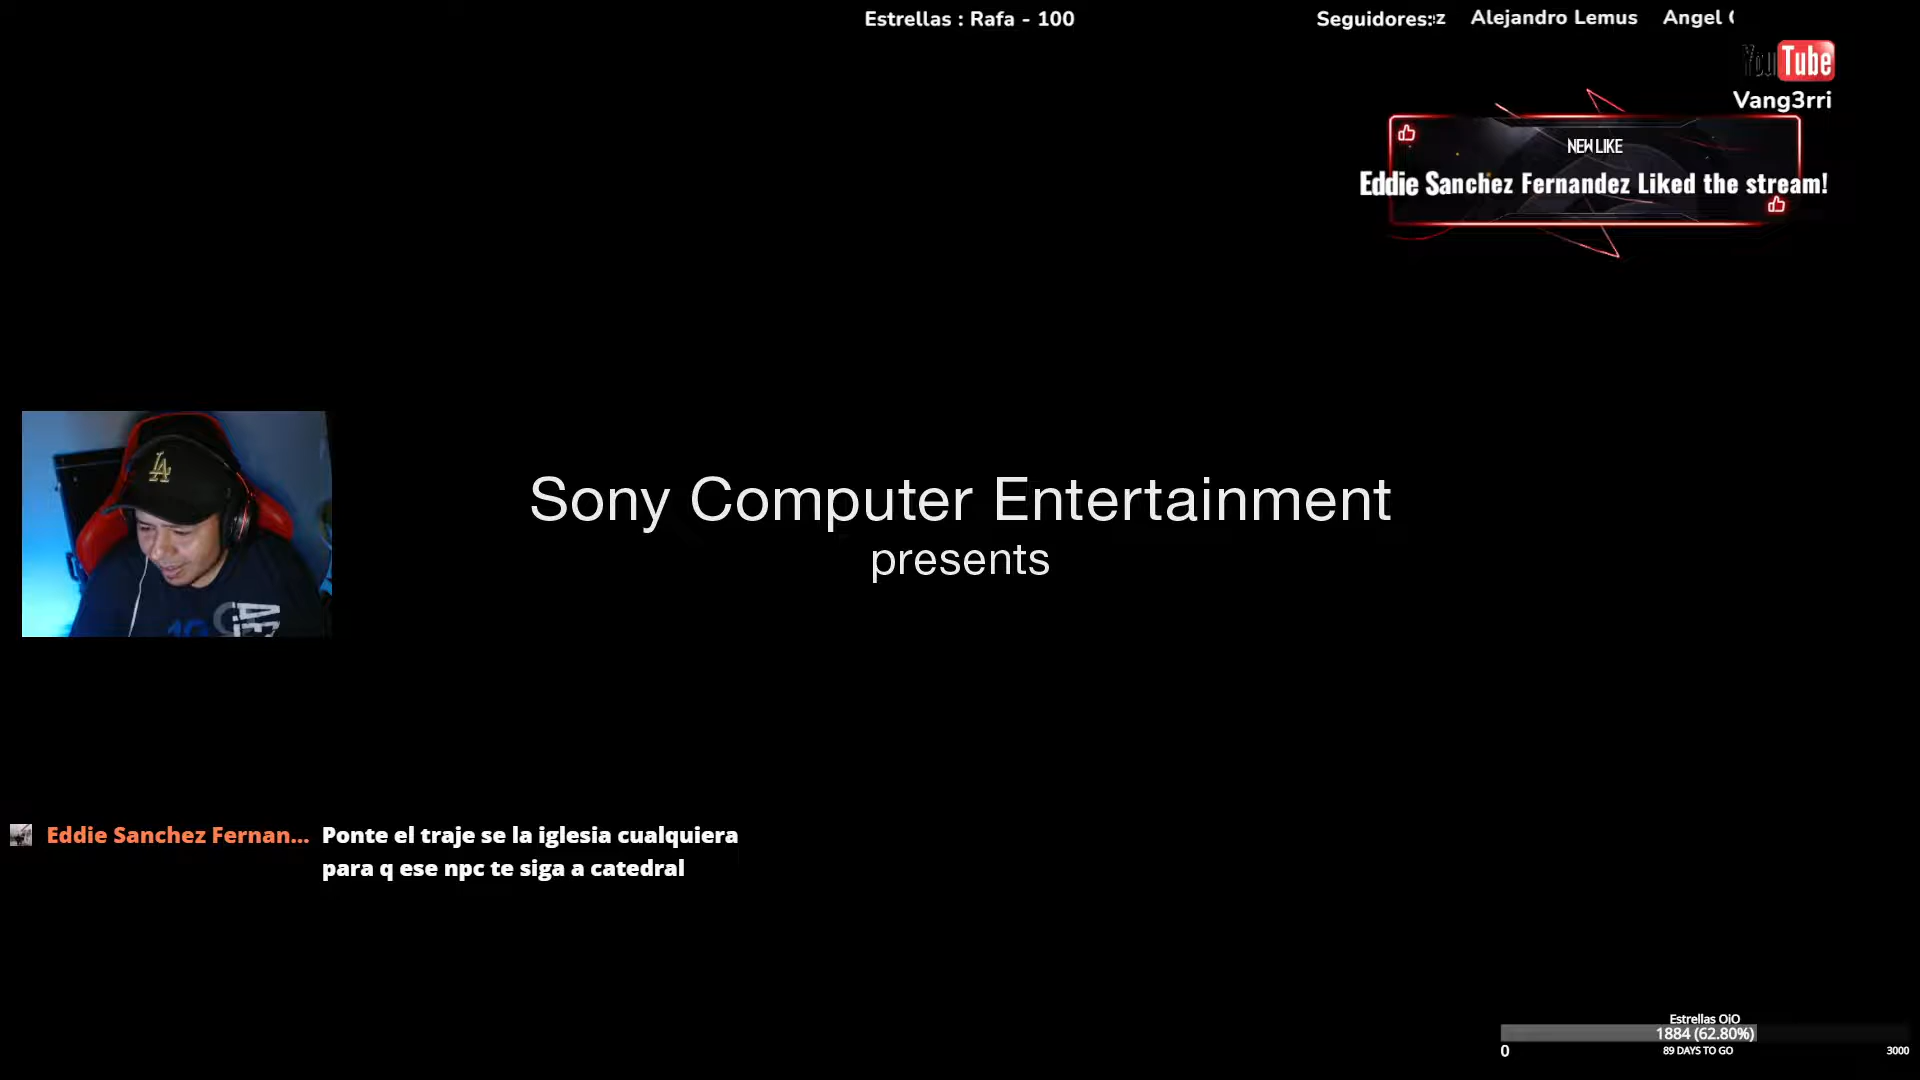 Estrellas : Rafa - 100
Seguidores: z Alejandro Lemus Angel
YouTube
Vang3rri
NEW LIKE
Eddie Sanchez Fernandez Liked the stream!
LA
Sony Computer Entertainment
presents
Eddie Sanchez Fernan... Ponte el traje se la iglesia cualquiera
para q ese npc te siga a catedral
Estrellas OjO
1884 (62.80%)
0 89 DAYS TO GO 3000